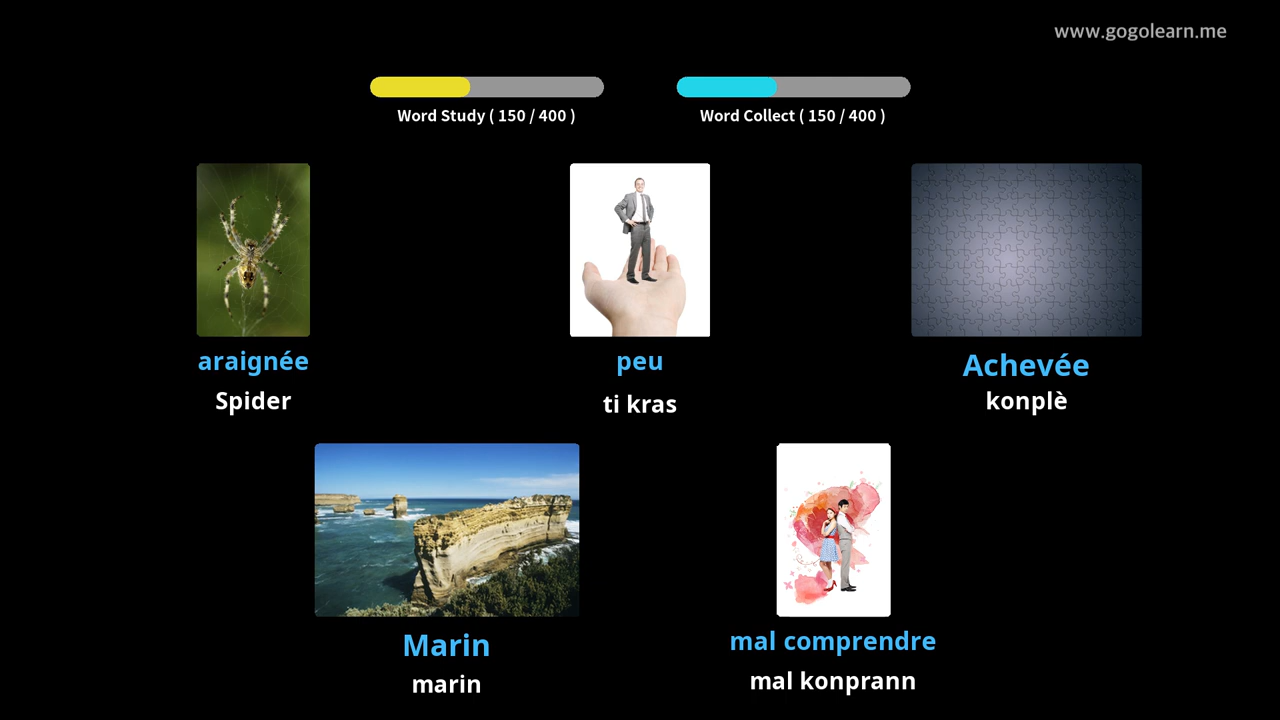 www.gogolearn.me
Word Study ( 150 / 400 )
Word Collect ( 150 / 400 )
araignée
Spider
peu
ti kras
Achevée
konplè
Marin
marin
mal comprendre
mal konprann